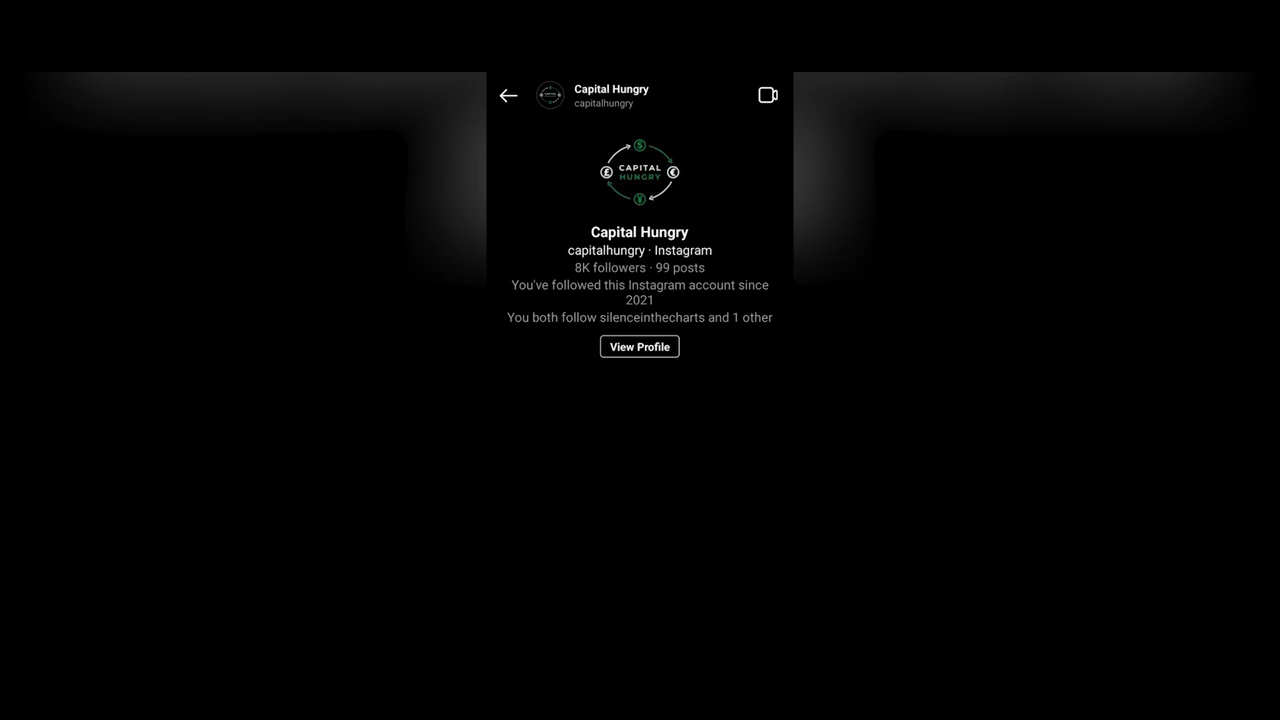 Capital Hungry
capitalhungry
$
CAPITAL
£ €
HUNGRY
¥
Capital Hungry
capitalhungry · Instagram
8K followers · 99 posts
You've followed this Instagram account since
2021
You both follow silenceinthecharts and 1 other
View Profile